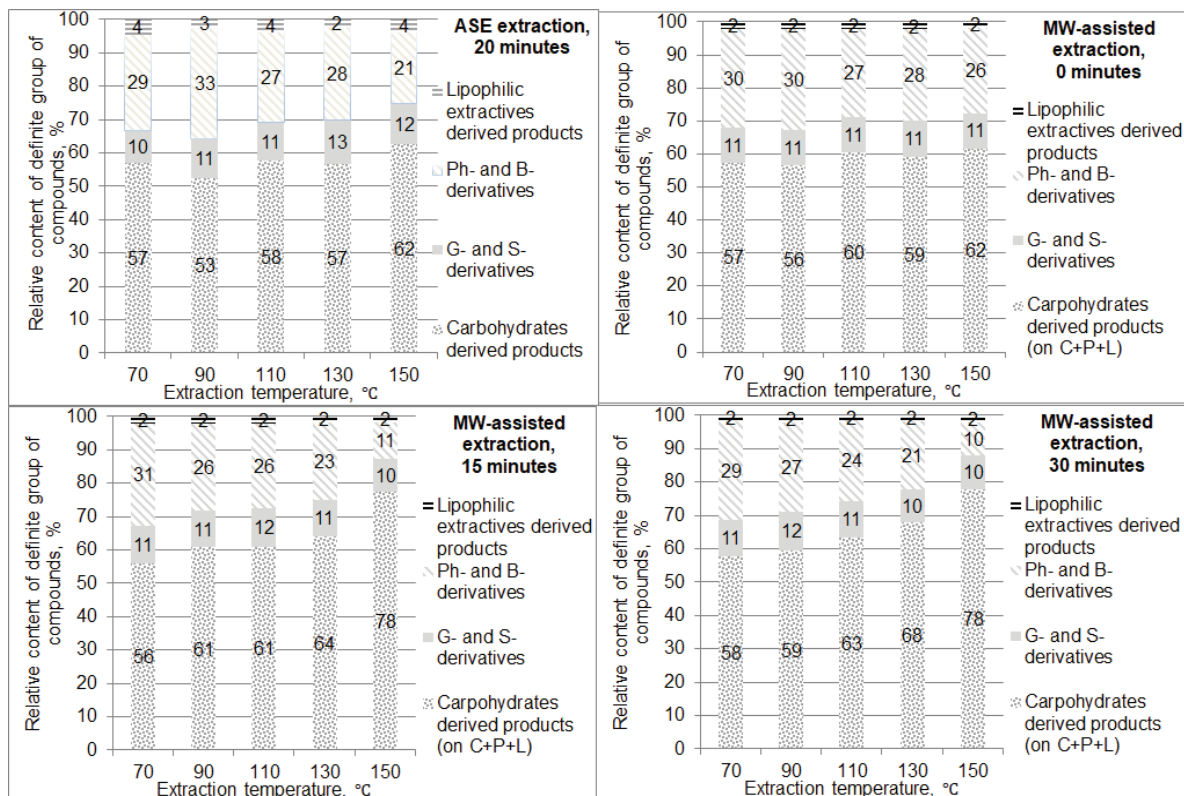 ASE extraction,
20 minutes
Relative content of definite group of
compounds, %
100
90
80
70
60
50
40
30
20
10
0
4 3 4 2 4
29 33 27 28 21
10 11 11 13 12
57 53 58 57 62
70 90 110 130 150
Extraction temperature, °C
Lipophilic
extractives
derived products
Ph- and B-
derivatives
G- and S-
derivatives
Carbohydrates
derived products
MW-assisted
extraction,
0 minutes
Relative content of definite group of
compounds, %
100
90
80
70
60
50
40
30
20
10
0
2 2 2 2 2
30 30 27 28 26
11 11 11 11 11
57 56 60 59 62
70 90 110 130 150
Extraction temperature, °C
Lipophilic
extractives derived
products
Ph- and B-
derivatives
G- and S-
derivatives
Carpohydrates
derived products
(on C+P+L)
MW-assisted
extraction,
15 minutes
Relative content of definite group of
compounds, %
100
90
80
70
60
50
40
30
20
10
0
2 2 2 2 2
31 26 26 23 11
11 11 12 11 10
56 61 61 64 78
70 90 110 130 150
Extraction temperature, °C
Lipophilic
extractives derived
products
Ph- and B-
derivatives
G- and S-
derivatives
Carpohydrates
derived products
(on C+P+L)
MW-assisted
extraction,
30 minutes
Relative content of definite group of
compounds, %
100
90
80
70
60
50
40
30
20
10
0
2 2 2 2 2
29 27 24 21 10
11 12 11 10 10
58 59 63 68 78
70 90 110 130 150
Extraction temperature, °C
Lipophilic
extractives derived
products
Ph- and B-
derivatives
G- and S-
derivatives
Carpohydrates
derived products
(on C+P+L)